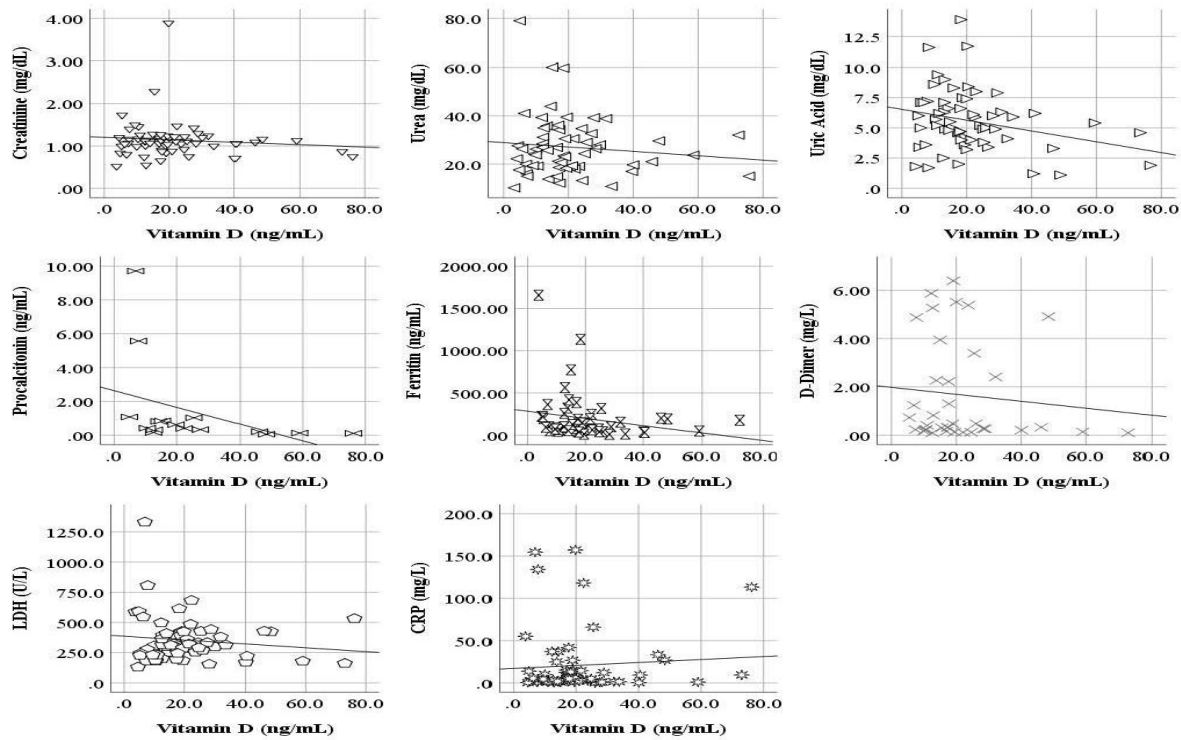 Creatinine (mg/dL)
4.00
3.00
2.00
1.00
.00
.0 20.0 40.0 60.0 80.0
Vitamin D (ng/mL)
Urea (mg/dL)
80.0
60.0
40.0
20.0
.0 20.0 40.0 60.0 80.0
Vitamin D (ng/mL)
Uric Acid (mg/dL)
12.5
10.0
7.5
5.0
2.5
.0
.0 20.0 40.0 60.0 80.0
Vitamin D (ng/mL)
Procalcitonin (ng/mL)
10.00
8.00
6.00
4.00
2.00
.00
.0 20.0 40.0 60.0 80.0
Vitamin D (ng/mL)
Ferritin (ng/mL)
2000.00
1500.00
1000.00
500.00
.00
.0 20.0 40.0 60.0 80.0
Vitamin D (ng/mL)
D-Dimer (mg/L)
6.00
4.00
2.00
.00
.0 20.0 40.0 60.0 80.0
Vitamin D (ng/mL)
LDH (U/L)
1250.0
1000.0
750.0
500.0
250.0
.0
.0 20.0 40.0 60.0 80.0
Vitamin D (ng/mL)
CRP (mg/L)
200.0
150.0
100.0
50.0
.0
.0 20.0 40.0 60.0 80.0
Vitamin D (ng/mL)